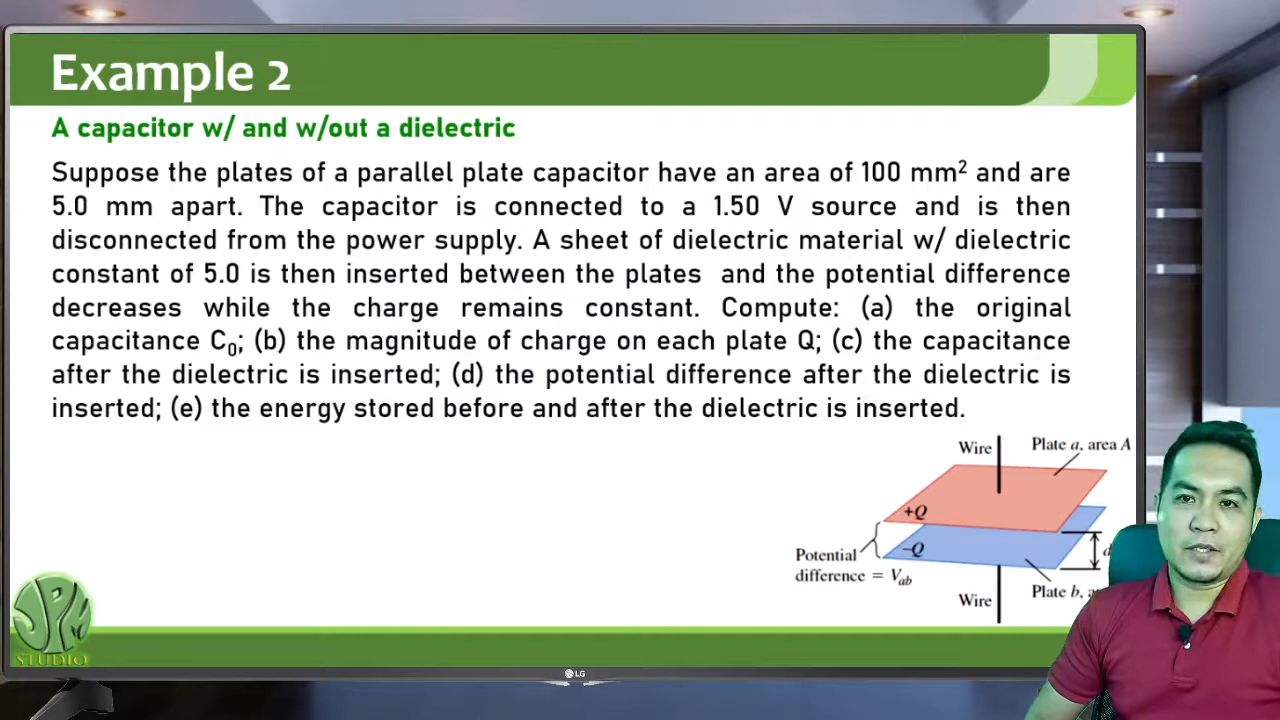 Example 2
A capacitor w/ and w/out a dielectric
Suppose the plates of a parallel plate capacitor have an area of 100 mm² and are
5.0 mm apart. The capacitor is connected to a 1.50 V source and is then
disconnected from the power supply. A sheet of dielectric material w/ dielectric
constant of 5.0 is then inserted between the plates and the potential difference
decreases while the charge remains constant. Compute: (a) the original
capacitance C₀; (b) the magnitude of charge on each plate Q; (c) the capacitance
after the dielectric is inserted; (d) the potential difference after the dielectric is
inserted; (e) the energy stored before and after the dielectric is inserted.
Wire
Plate a, area A
+Q
–Q
Potential
difference = Vab
d
Wire
Plate b,
SPM
STUDIO
LG